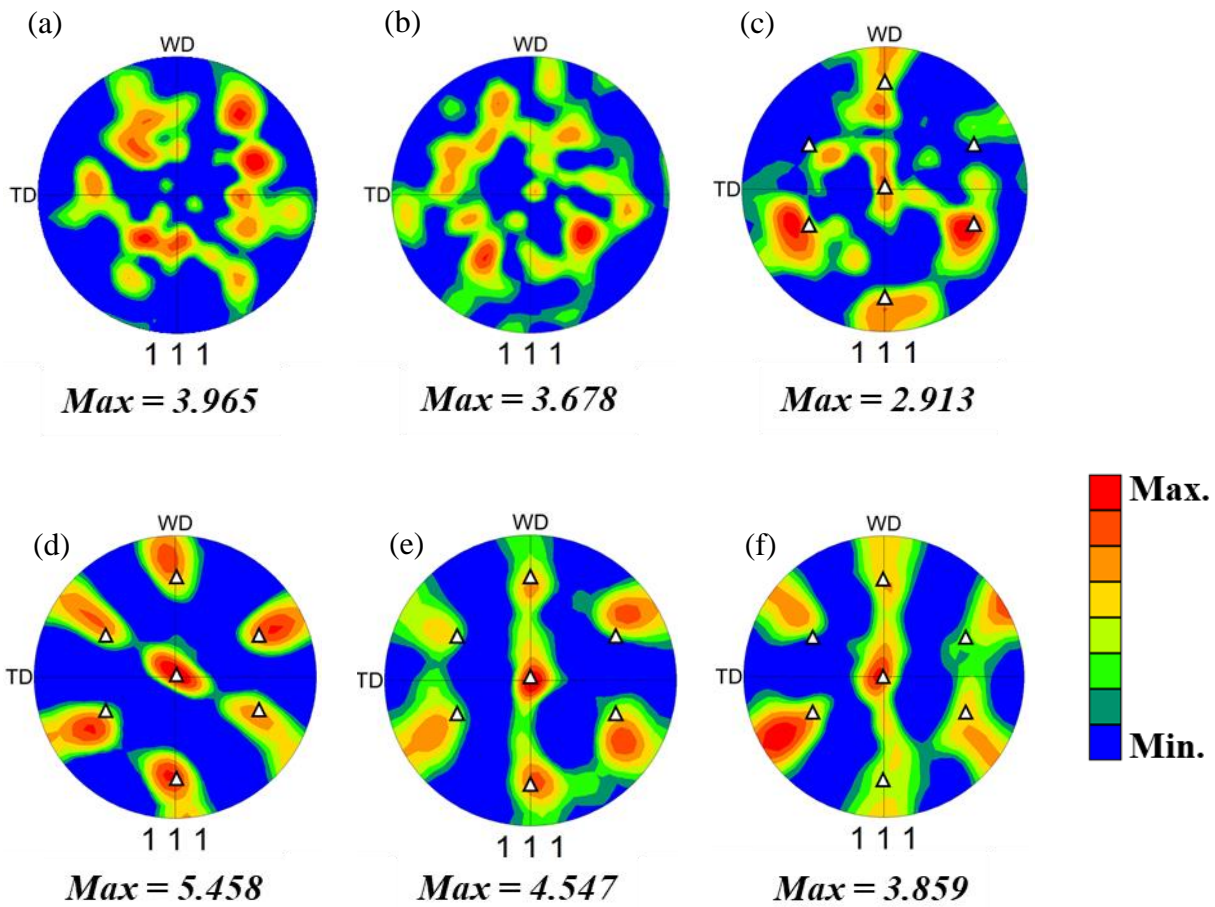 (a)
WD
TD
1 1 1
Max = 3.965
(b)
WD
TD
1 1 1
Max = 3.678
(c)
WD
TD
1 1 1
Max = 2.913
(d)
WD
TD
1 1 1
Max = 5.458
(e)
WD
TD
1 1 1
Max = 4.547
(f)
WD
TD
1 1 1
Max = 3.859
Max.
Min.